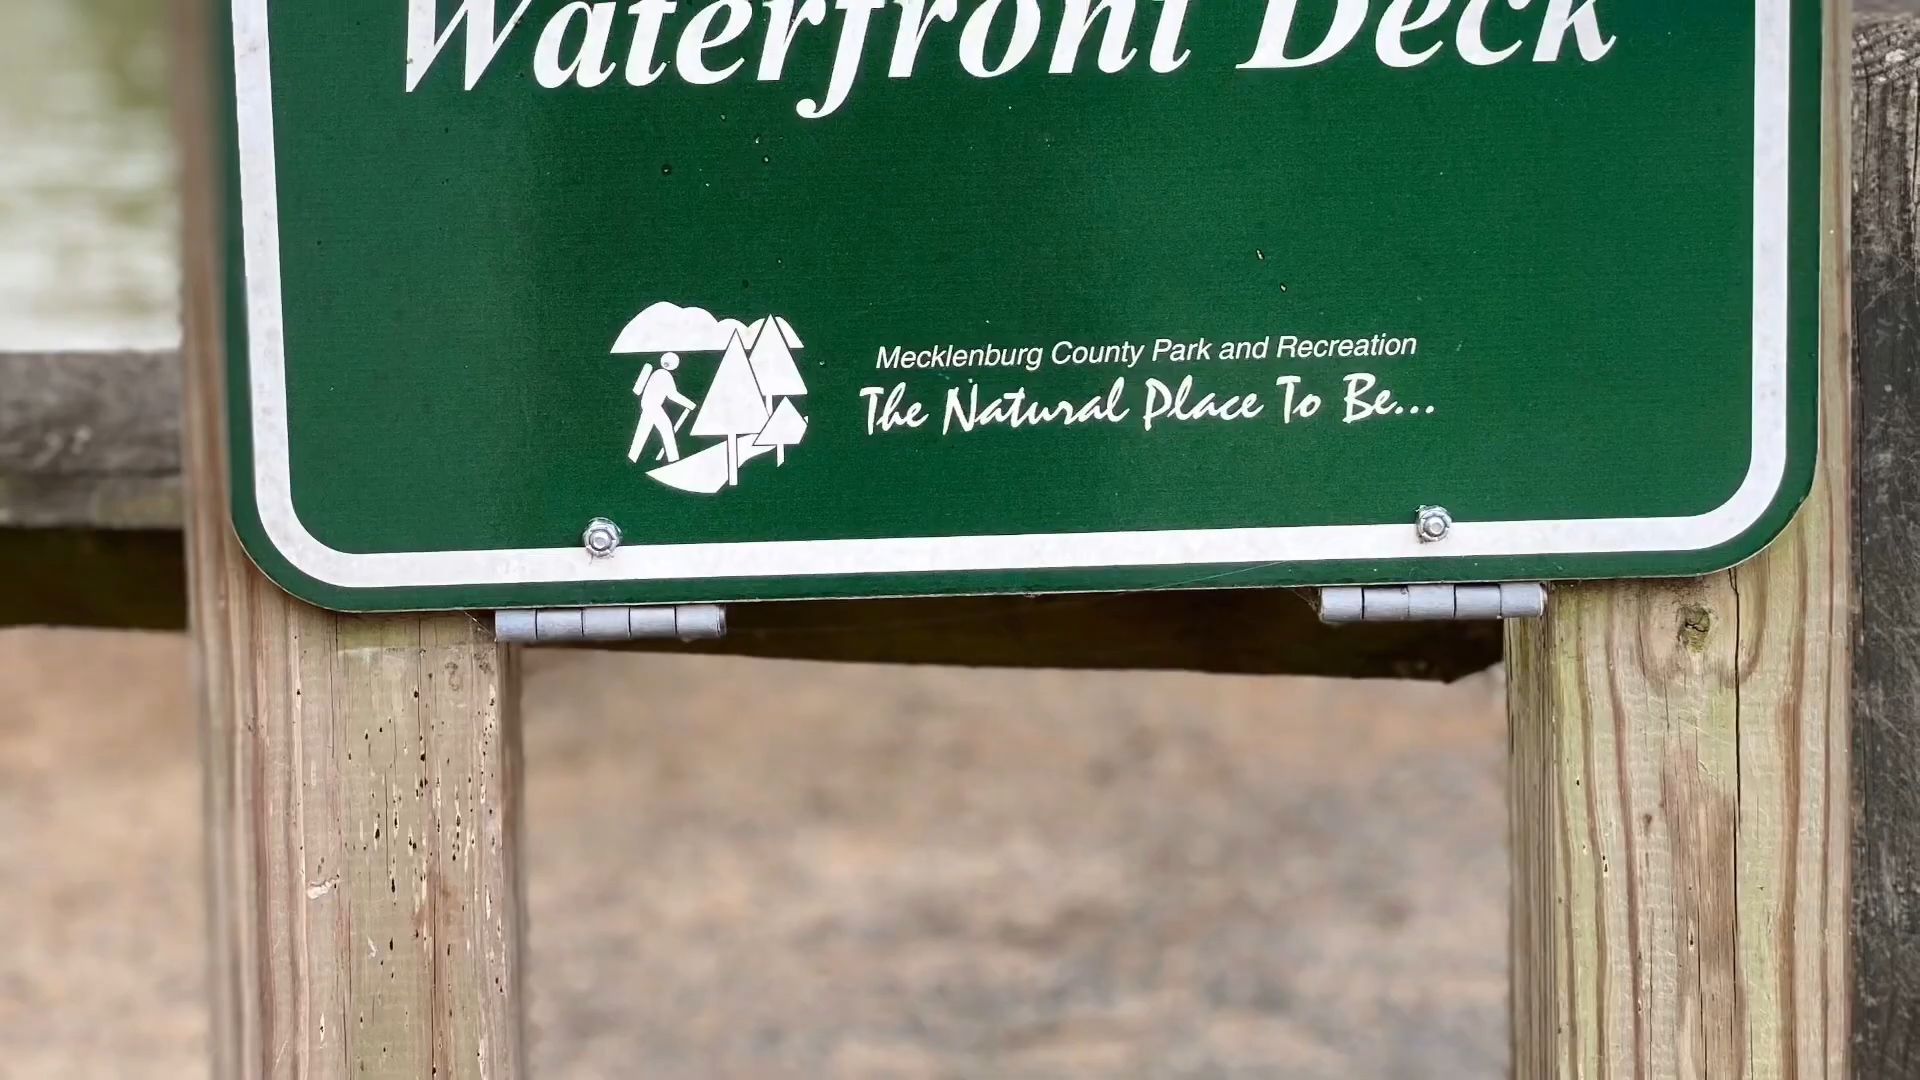 Waterfront Deck
Mecklenburg County Park and Recreation
The Natural Place To Be...